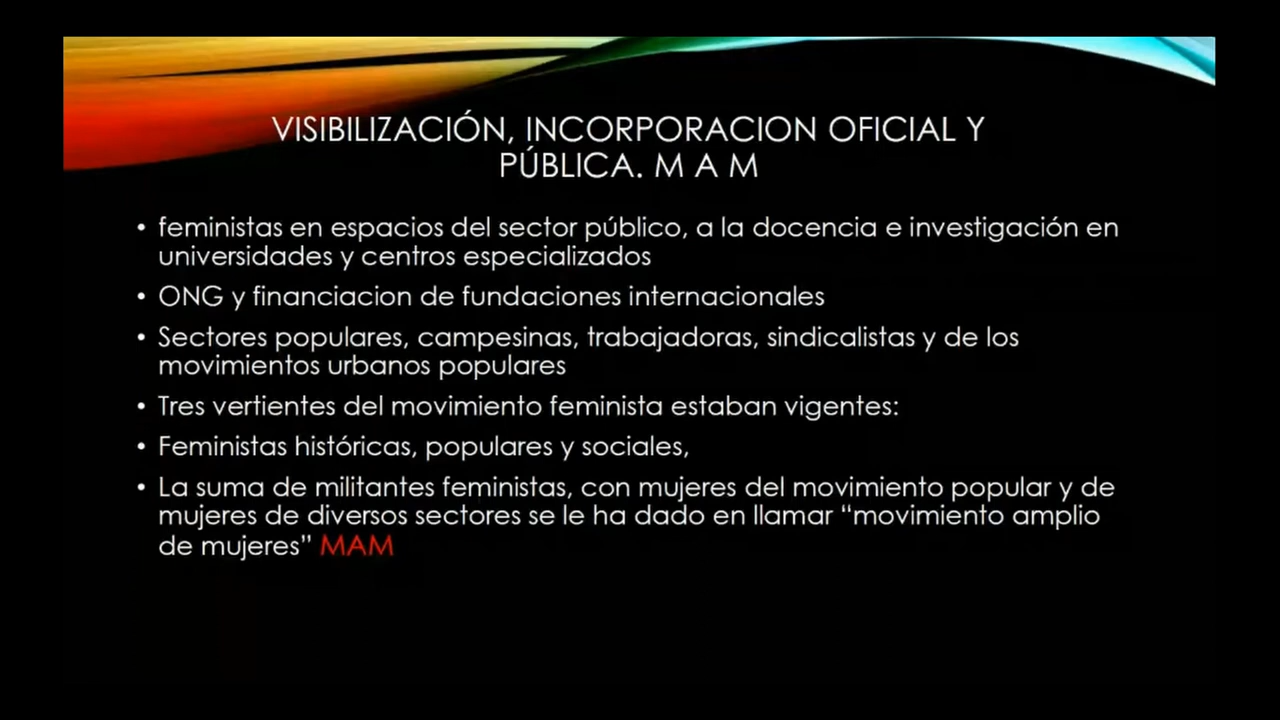 VISIBILIZACIÓN, INCORPORACION OFICIAL Y
PÚBLICA. M A M
• feministas en espacios del sector público, a la docencia e investigación en
universidades y centros especializados
• ONG y financiacion de fundaciones internacionales
• Sectores populares, campesinas, trabajadoras, sindicalistas y de los
movimientos urbanos populares
• Tres vertientes del movimiento feminista estaban vigentes:
• Feministas históricas, populares y sociales,
• La suma de militantes feministas, con mujeres del movimiento popular y de
mujeres de diversos sectores se le ha dado en llamar “movimiento amplio
de mujeres” MAM